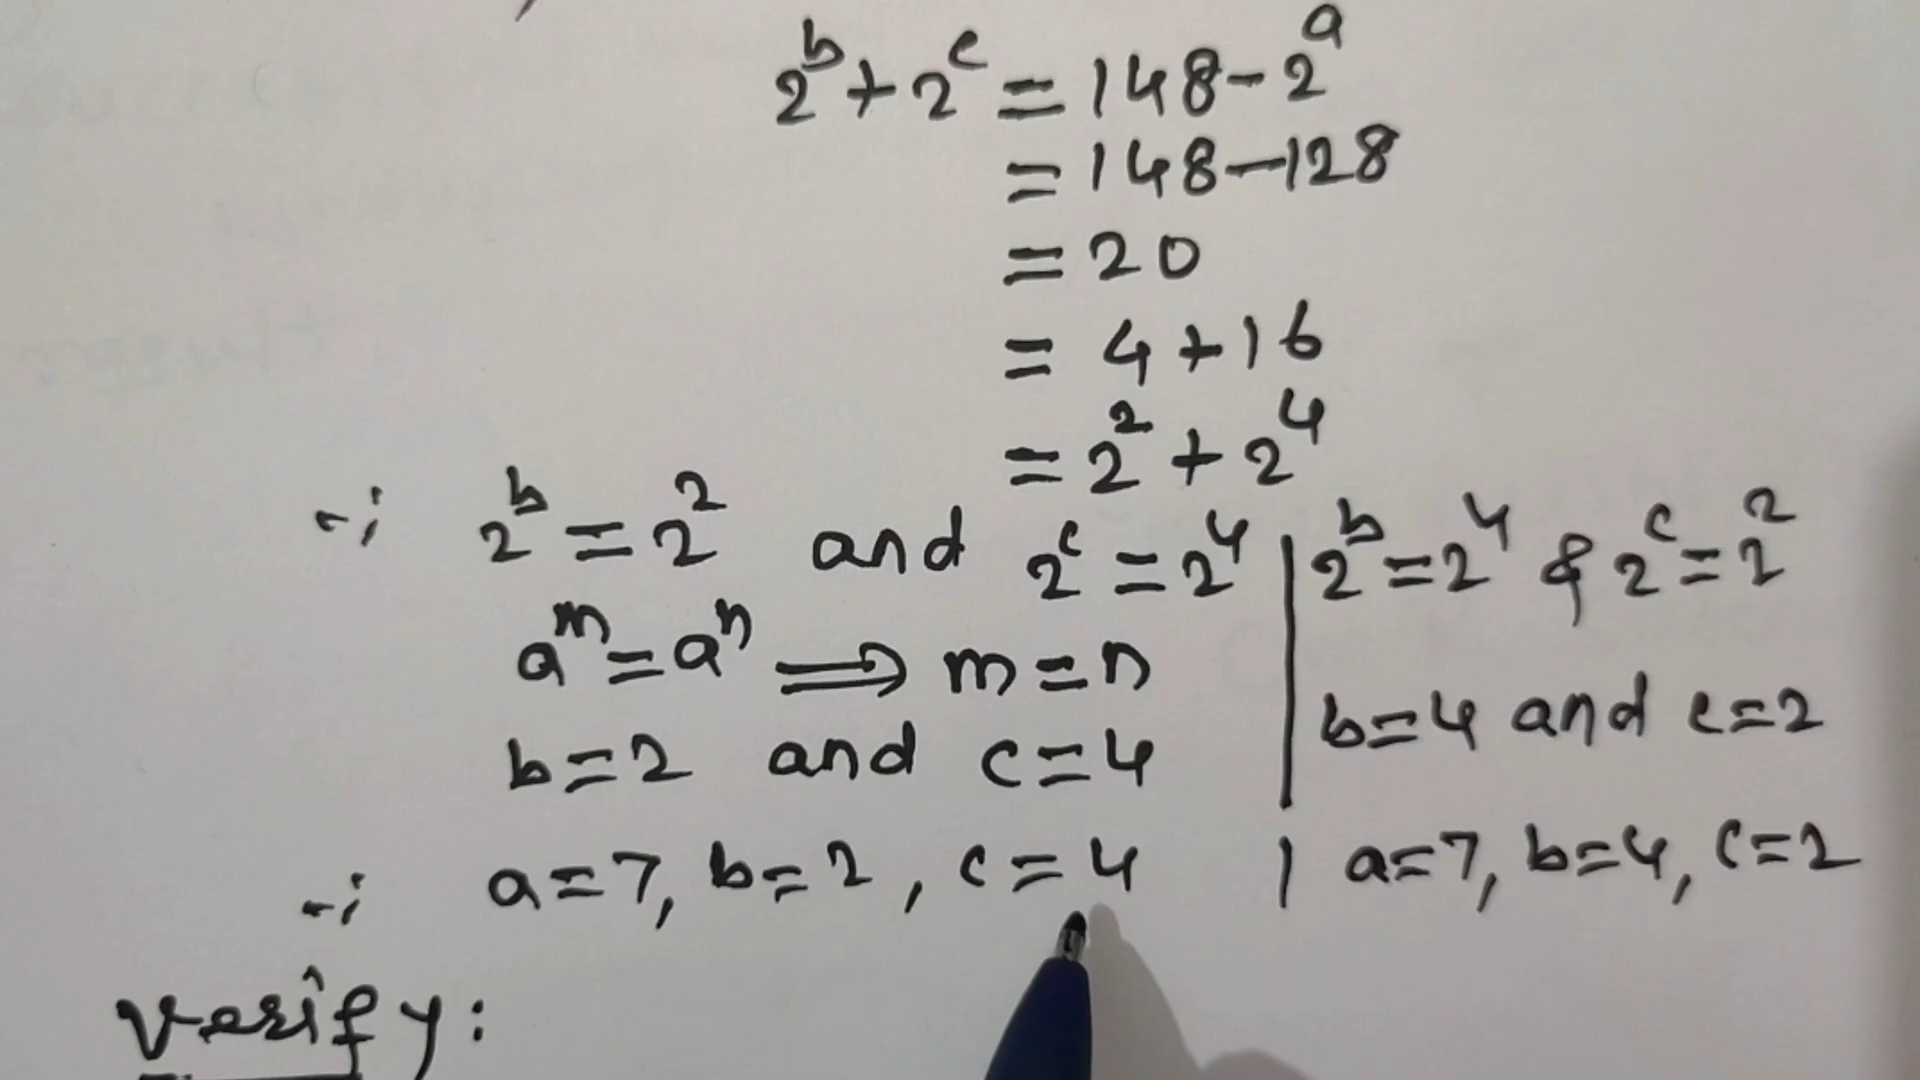 2^b + 2^c = 148 - 2^a
= 148 - 128
= 20
= 4 + 16
= 2^2 + 2^4
∴ 2^b = 2^2 and 2^c = 2^4 | 2^b = 2^4 & 2^c = 2^2
a^m = a^n ⟹ m = n
b = 2 and c = 4 | b = 4 and c = 2
∴ a = 7, b = 2, c = 4 | a = 7, b = 4, c = 2
Verify: